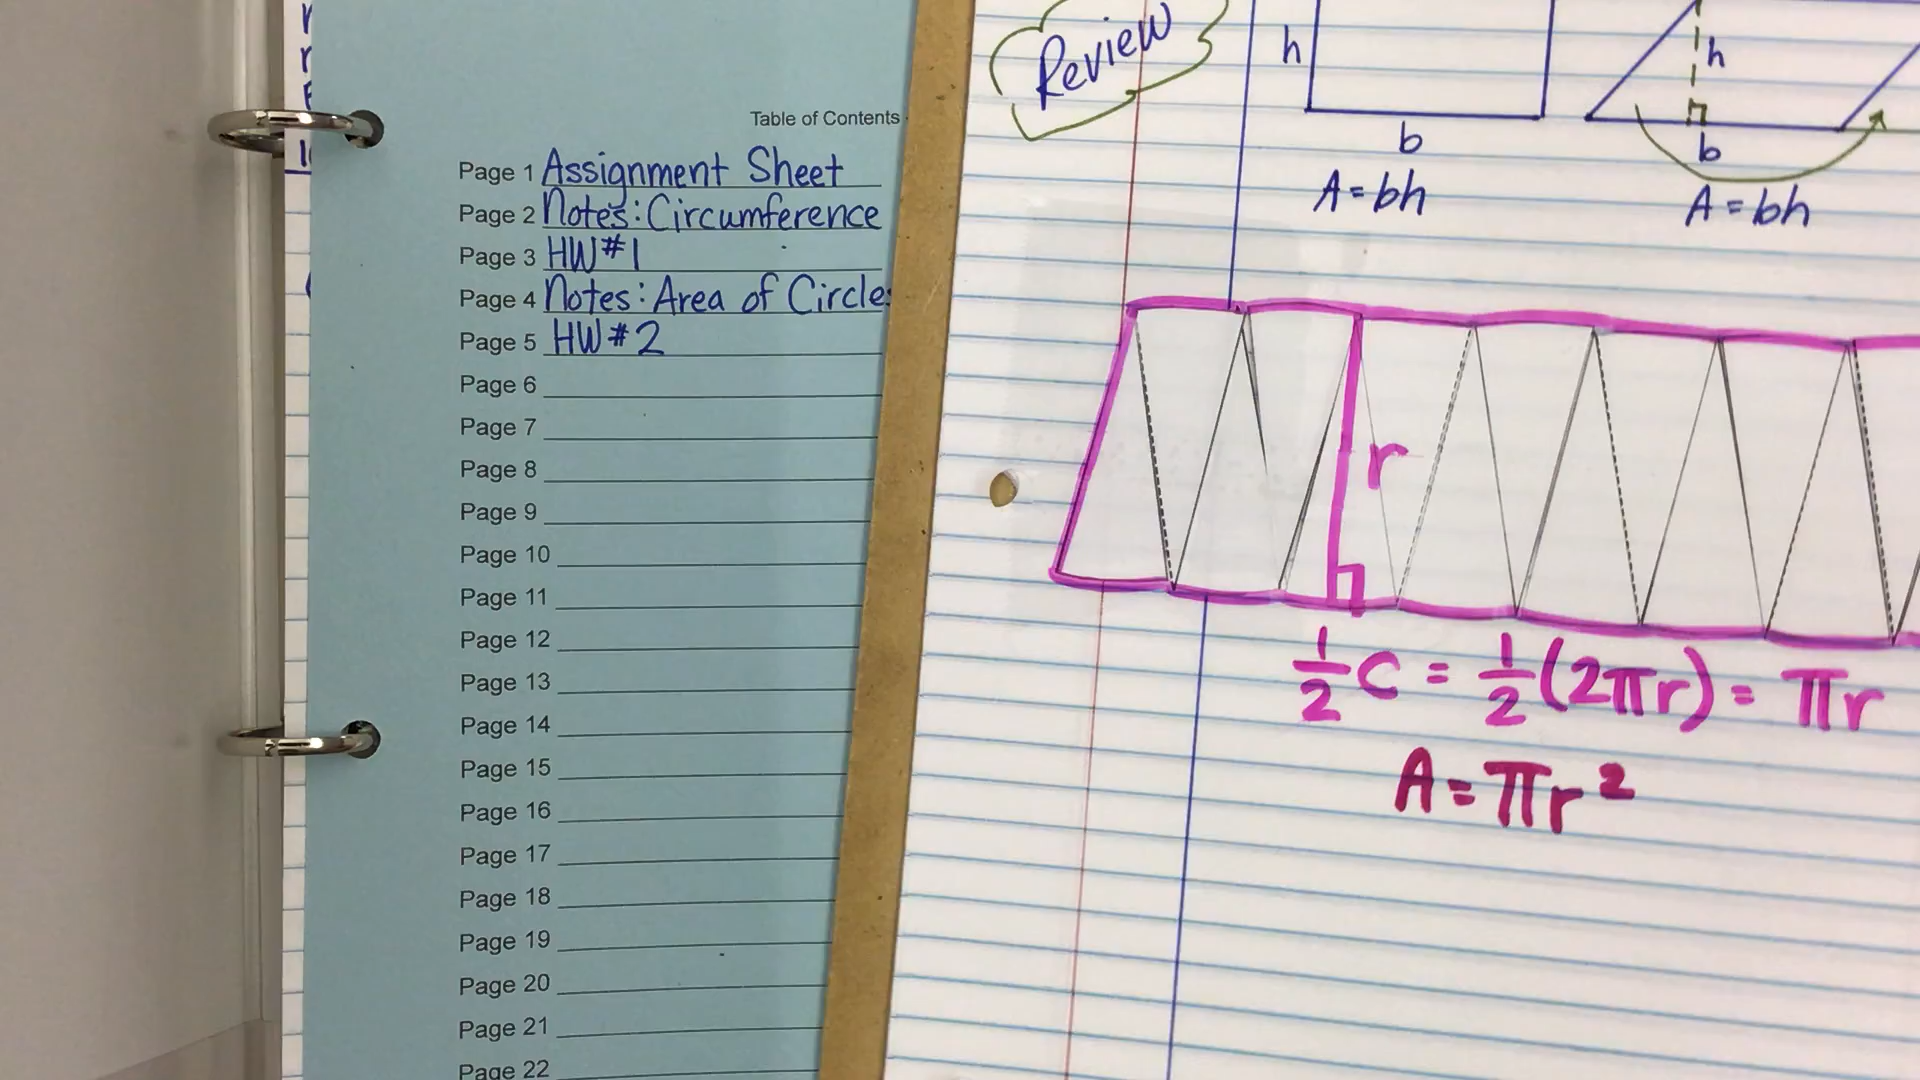 Table of Contents
Page 1 Assignment Sheet
Page 2 Notes: Circumference
Page 3 HW#1
Page 4 Notes: Area of Circles
Page 5 HW#2
Page 6
Page 7
Page 8
Page 9
Page 10
Page 11
Page 12
Page 13
Page 14
Page 15
Page 16
Page 17
Page 18
Page 19
Page 20
Page 21
Page 22
Review
h
b
A = bh
h
b
A = bh
r
1/2 C = 1/2 (2πr) = πr
A = πr²